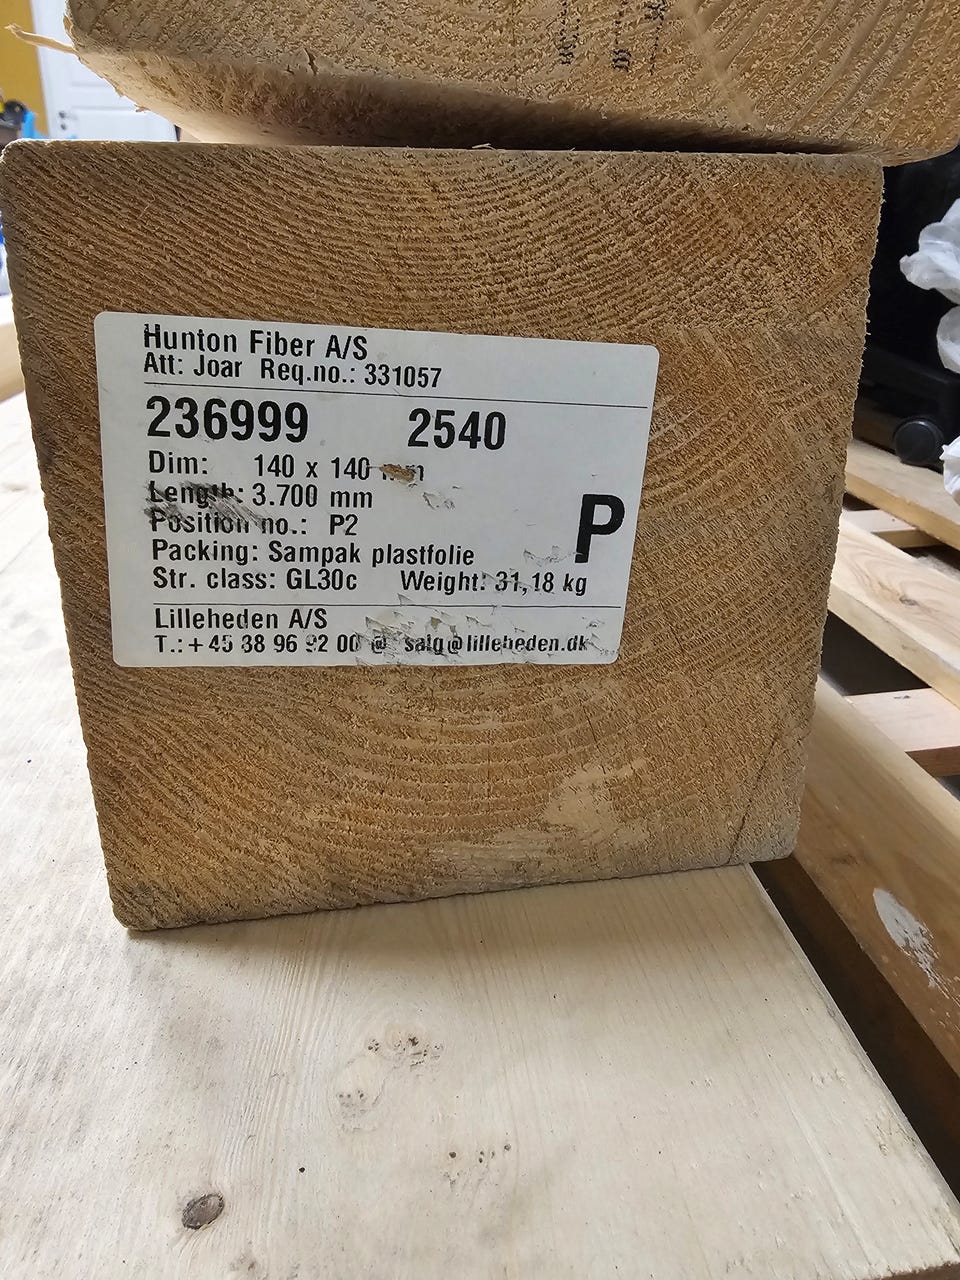 Hunton Fiber A/S
Att: Joar Req.no.: 331057
236999 2540
Dim: 140 x 140 mm
Length: 3.700 mm
Position no.: P2
P
Packing: Sampak plastfolie
Str. class: GL30c Weight: 31,18 kg
Lilleheden A/S
T.: +45 38 96 92 00 @ salg@lilleheden.dk